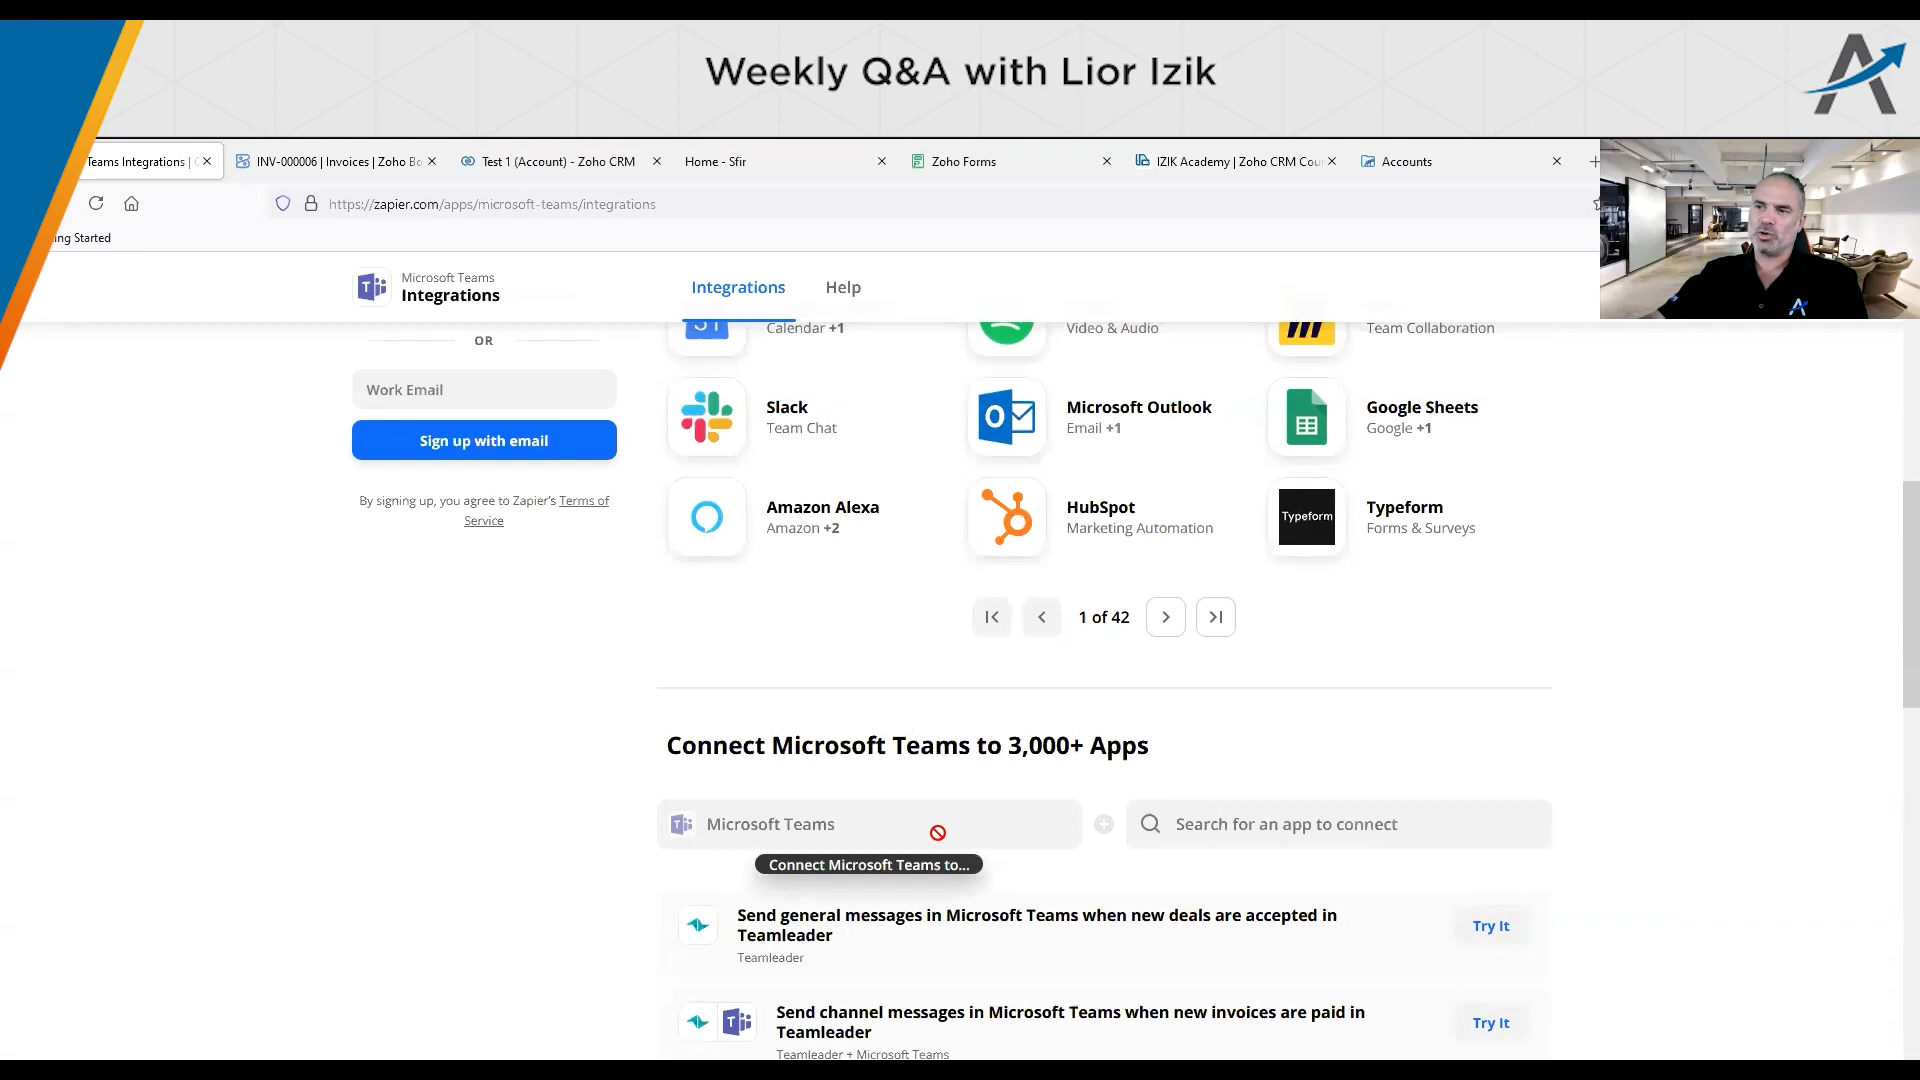 Weekly Q&A with Lior Izik
Teams Integrations |
INV-000006 | Invoices | Zoho Bo
Test 1 (Account) - Zoho CRM
Home - Sfir
Zoho Forms
IZIK Academy | Zoho CRM Cou
Accounts
https://zapier.com/apps/microsoft-teams/integrations
ing Started
Microsoft Teams
Integrations
Integrations
Help
OR
Work Email
Sign up with email
By signing up, you agree to Zapier's Terms of
Service
31
Calendar +1
Video & Audio
Team Collaboration
Slack
Team Chat
Microsoft Outlook
Email +1
Google Sheets
Google +1
Amazon Alexa
Amazon +2
HubSpot
Marketing Automation
Typeform
Typeform
Forms & Surveys
1 of 42
Connect Microsoft Teams to 3,000+ Apps
Microsoft Teams
Search for an app to connect
Connect Microsoft Teams to...
Send general messages in Microsoft Teams when new deals are accepted in
Teamleader
Teamleader
Try It
Send channel messages in Microsoft Teams when new invoices are paid in
Teamleader
Teamleader + Microsoft Teams
Try It